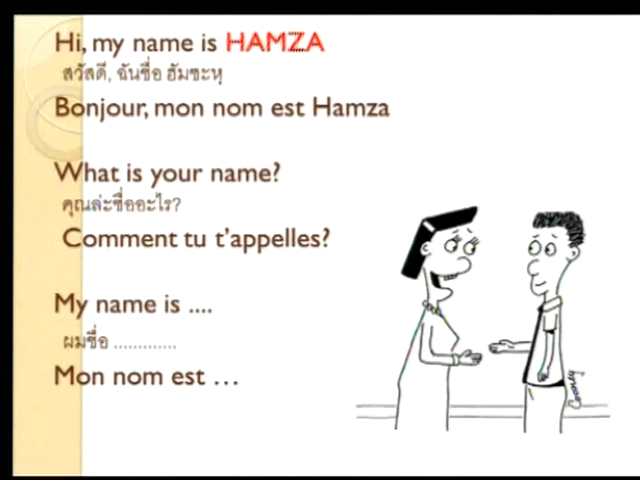 Hi, my name is HAMZA
สวัสดี, ฉันชื่อ ฮัมซะหฺ
Bonjour, mon nom est Hamza
What is your name?
คุณล่ะชื่ออะไร?
Comment tu t'appelles?
My name is ....
ผมชื่อ .............
Mon nom est …